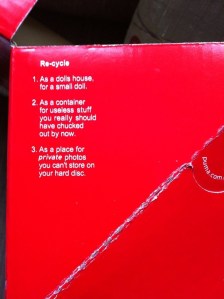 Re-cycle
1. As a dolls house,
for a small doll.
2. As a container
for useless stuff
you really should
have chucked
out by now.
3. As a place for
private photos
you can't store on
your hard disc.
Puma.com